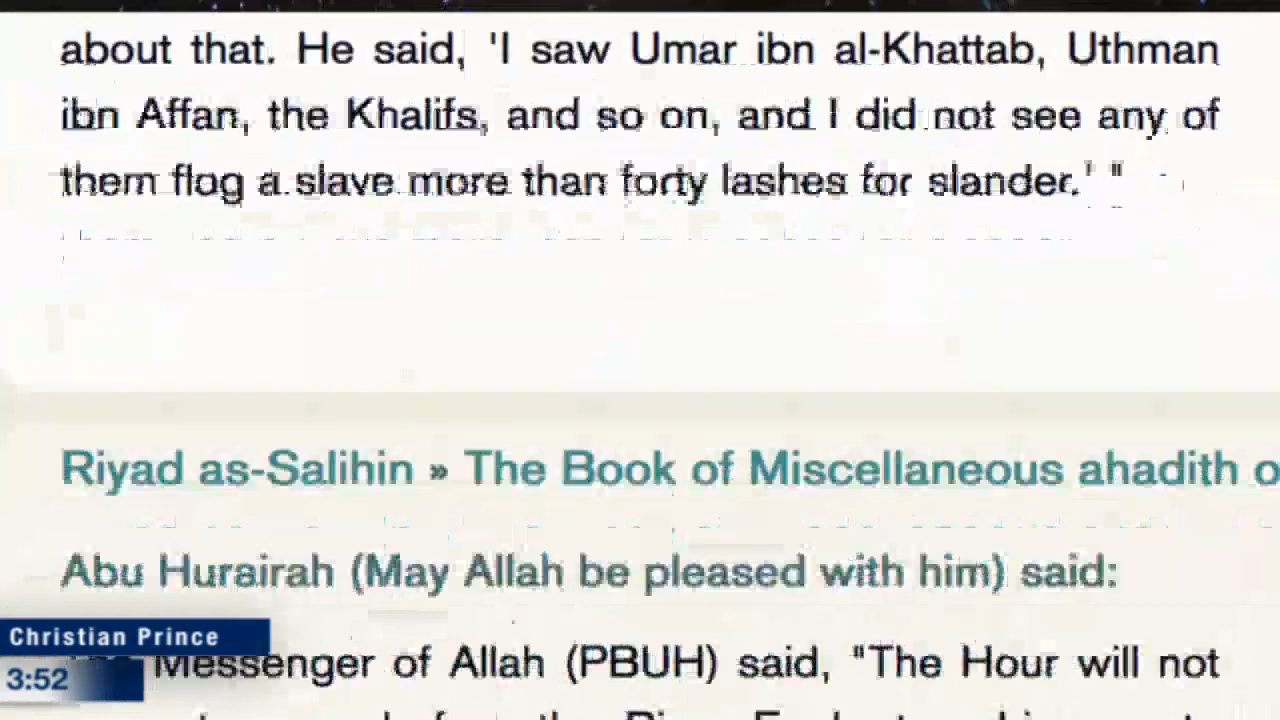 about that. He said, 'I saw Umar ibn al-Khattab, Uthman
ibn Affan, the Khalifs, and so on, and I did not see any of
them flog a slave more than forty lashes for slander.' "
Riyad as-Salihin » The Book of Miscellaneous ahadith o
Abu Hurairah (May Allah be pleased with him) said:
Christian Prince
Messenger of Allah (PBUH) said, "The Hour will not
3:52